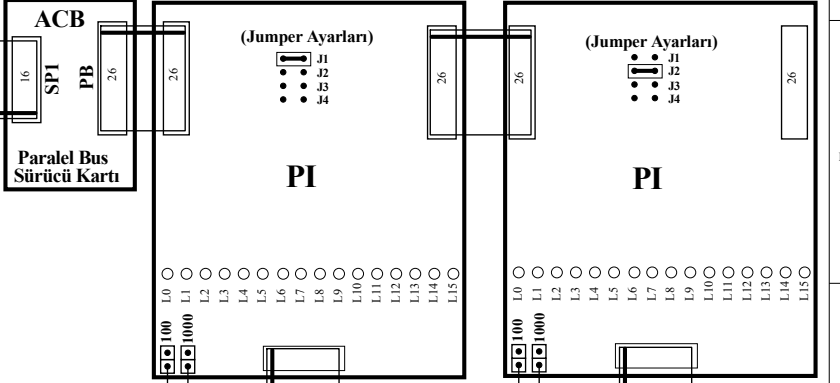 ACB
16
SP1
PB
26
Paralel Bus
Sürücü Kartı
26
(Jumper Ayarları)
J1
J2
J3
J4
26
PI
L0 L1 L2 L3 L4 L5 L6 L7 L8 L9 L10 L11 L12 L13 L14 L15
100
1000
26
(Jumper Ayarları)
J1
J2
J3
J4
26
PI
L0 L1 L2 L3 L4 L5 L6 L7 L8 L9 L10 L11 L12 L13 L14 L15
100
1000